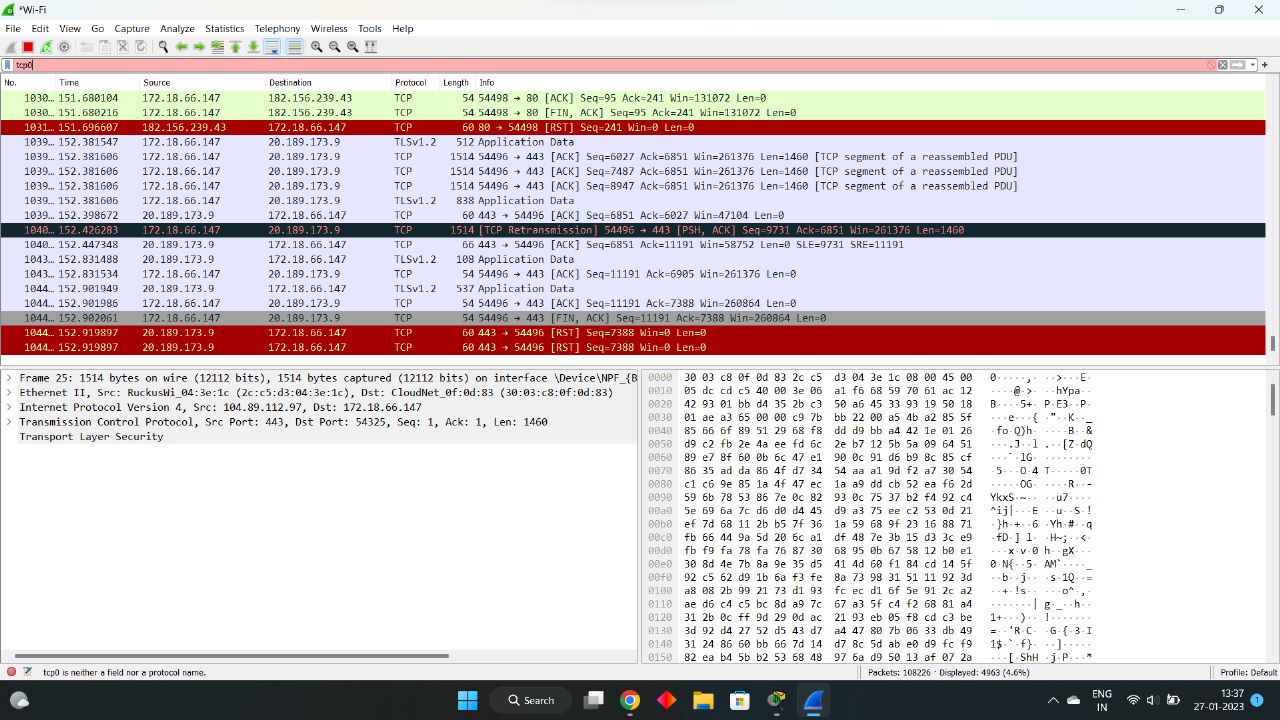 *Wi-Fi
File Edit View Go Capture Analyze Statistics Telephony Wireless Tools Help
tcp0
No. Time Source Destination Protocol Length Info
1030… 151.680104 172.18.66.147 182.156.239.43 TCP 54 54498 → 80 [ACK] Seq=95 Ack=241 Win=131072 Len=0
1030… 151.680216 172.18.66.147 182.156.239.43 TCP 54 54498 → 80 [FIN, ACK] Seq=95 Ack=241 Win=131072 Len=0
1031… 151.696607 182.156.239.43 172.18.66.147 TCP 60 80 → 54498 [RST] Seq=241 Win=0 Len=0
1039… 152.381547 172.18.66.147 20.189.173.9 TLSv1.2 512 Application Data
1039… 152.381606 172.18.66.147 20.189.173.9 TCP 1514 54496 → 443 [ACK] Seq=6027 Ack=6851 Win=261376 Len=1460 [TCP segment of a reassembled PDU]
1039… 152.381606 172.18.66.147 20.189.173.9 TCP 1514 54496 → 443 [ACK] Seq=7487 Ack=6851 Win=261376 Len=1460 [TCP segment of a reassembled PDU]
1039… 152.381606 172.18.66.147 20.189.173.9 TCP 1514 54496 → 443 [ACK] Seq=8947 Ack=6851 Win=261376 Len=1460 [TCP segment of a reassembled PDU]
1039… 152.381606 172.18.66.147 20.189.173.9 TLSv1.2 838 Application Data
1039… 152.398672 20.189.173.9 172.18.66.147 TCP 60 443 → 54496 [ACK] Seq=6851 Ack=6027 Win=47104 Len=0
1040… 152.426283 172.18.66.147 20.189.173.9 TCP 1514 [TCP Retransmission] 54496 → 443 [PSH, ACK] Seq=9731 Ack=6851 Win=261376 Len=1460
1040… 152.447348 20.189.173.9 172.18.66.147 TCP 66 443 → 54496 [ACK] Seq=6851 Ack=11191 Win=58752 Len=0 SLE=9731 SRE=11191
1043… 152.831488 20.189.173.9 172.18.66.147 TLSv1.2 108 Application Data
1043… 152.831534 172.18.66.147 20.189.173.9 TCP 54 54496 → 443 [ACK] Seq=11191 Ack=6905 Win=261376 Len=0
1044… 152.901949 20.189.173.9 172.18.66.147 TLSv1.2 537 Application Data
1044… 152.901986 172.18.66.147 20.189.173.9 TCP 54 54496 → 443 [ACK] Seq=11191 Ack=7388 Win=260864 Len=0
1044… 152.902061 172.18.66.147 20.189.173.9 TCP 54 54496 → 443 [FIN, ACK] Seq=11191 Ack=7388 Win=260864 Len=0
1044… 152.919897 20.189.173.9 172.18.66.147 TCP 60 443 → 54496 [RST] Seq=7388 Win=0 Len=0
1044… 152.919897 20.189.173.9 172.18.66.147 TCP 60 443 → 54496 [RST] Seq=7388 Win=0 Len=0
Frame 25: 1514 bytes on wire (12112 bits), 1514 bytes captured (12112 bits) on interface \Device\NPF_{B
Ethernet II, Src: RuckusWi_04:3e:1c (2c:c5:d3:04:3e:1c), Dst: CloudNet_0f:0d:83 (30:03:c8:0f:0d:83)
Internet Protocol Version 4, Src: 104.89.112.97, Dst: 172.18.66.147
Transmission Control Protocol, Src Port: 443, Dst Port: 54325, Seq: 1, Ack: 1, Len: 1460
Transport Layer Security
0000 30 03 c8 0f 0d 83 2c c5 d3 04 3e 1c 08 00 45 00
0010 05 dc cd c5 40 00 3e 06 a1 f6 68 59 70 61 ac 12
0020 42 93 01 bb d4 35 2b c3 50 a6 45 33 93 19 50 18
0030 01 ae a3 65 00 00 c9 7b bb 22 00 a5 4b a2 85 5f
0040 85 66 6f 89 51 29 68 f8 dd d9 bb a4 42 1e 01 26
0050 d9 c2 fb 2e 4a ee fd 6c 2e b7 12 5b 5a 09 64 51
0060 89 e7 8f 60 0b 6c 47 e1 90 0c 91 d6 b9 8c 85 cf
0070 86 35 ad da 86 4f d7 34 54 aa a1 9d f2 a7 30 54
0080 c1 c6 9e 85 1a 4f 47 ec 1a a9 dd cb 52 ea f6 2d
0090 59 6b 78 53 86 7e 0c 82 93 0c 75 37 b2 f4 92 c4
00a0 5e 69 6a 7c d6 d0 d4 45 d9 a3 75 ee c2 53 0d 21
00b0 ef 7d 68 11 2b b5 7f 36 1a 59 68 9f 23 16 88 71
00c0 fb 66 44 9a 5d 20 6c a1 df 48 7e 3b 15 d3 3c e9
00d0 fb f9 fa 78 fa 76 87 30 68 95 0b 67 58 12 b0 e1
00e0 30 8d 4e 7b 8a 9e 35 d5 41 4d 60 f1 84 cd 14 5f
00f0 92 c5 62 d9 1b 6a f3 fe 8a 73 98 31 51 11 92 3d
0100 a8 08 2b 99 21 73 d1 93 fc ec d1 6f 5e 91 2c a2
0110 ae d6 c4 c5 bc 8d a9 7c 67 a3 5f c4 f2 68 81 a4
0120 31 2b 0c ff 9d 29 0d ac 21 93 eb 05 f8 cd c3 be
0130 3d 92 d4 27 52 d5 43 d7 a4 47 80 7b 06 33 db 49
0140 31 24 86 60 bb 66 7d 14 d7 8c 5d ab e0 d9 fc f9
0150 82 ea b4 5b b2 53 68 48 97 6a d9 50 13 af 07 2a
tcp0 is neither a field nor a protocol name.
Packets: 108226 · Displayed: 4963 (4.6%)
Profile: Default
Search
ENG
IN
13:37
27-01-2023
1